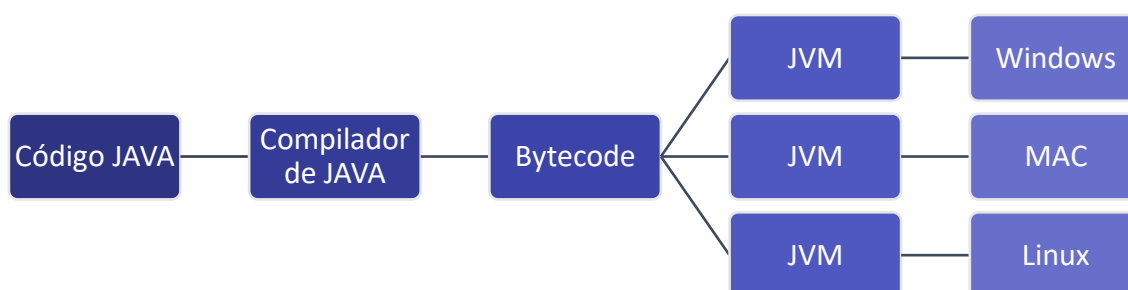 Código JAVA
Compilador
de JAVA
Bytecode
JVM
Windows
JVM
MAC
JVM
Linux